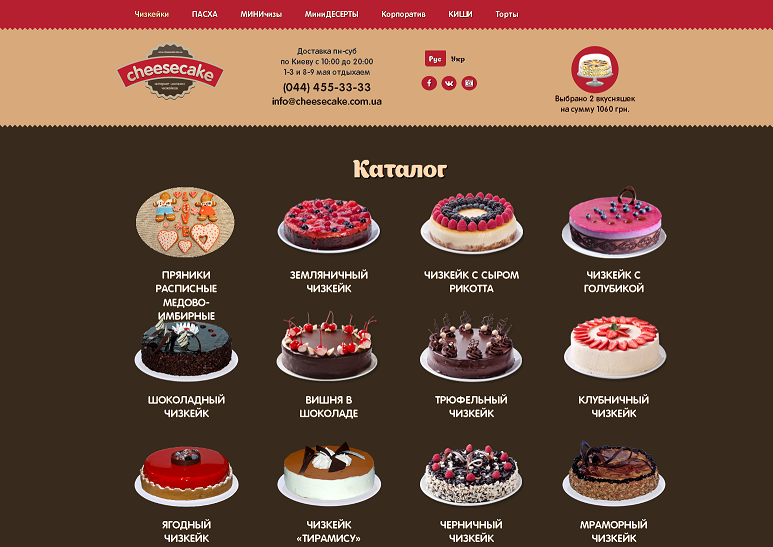 Чизкейки ПАСХА МИНИчизы МиниДЕСЕРТЫ Корпоратив КИШИ Торты
cheesecake
Доставка пн-суб
по Киеву с 10:00 до 20:00
1-3 и 8-9 мая отдыхаем
(044) 455-33-33
info@cheesecake.com.ua
Рус Укр
Выбрано 2 вкусняшек
на сумму 1060 грн.
Каталог
ПРЯНИКИ
РАСПИСНЫЕ
МЕДОВО-
ИМБИРНЫЕ
ЗЕМЛЯНИЧНЫЙ
ЧИЗКЕЙК
ЧИЗКЕЙК С СЫРОМ
РИКОТТА
ЧИЗКЕЙК С
ГОЛУБИКОЙ
ШОКОЛАДНЫЙ
ЧИЗКЕЙК
ВИШНЯ В
ШОКОЛАДЕ
ТРЮФЕЛЬНЫЙ
ЧИЗКЕЙК
КЛУБНИЧНЫЙ
ЧИЗКЕЙК
ЯГОДНЫЙ
ЧИЗКЕЙК
ЧИЗКЕЙК
«ТИРАМИСУ»
ЧЕРНИЧНЫЙ
ЧИЗКЕЙК
МРАМОРНЫЙ
ЧИЗКЕЙК